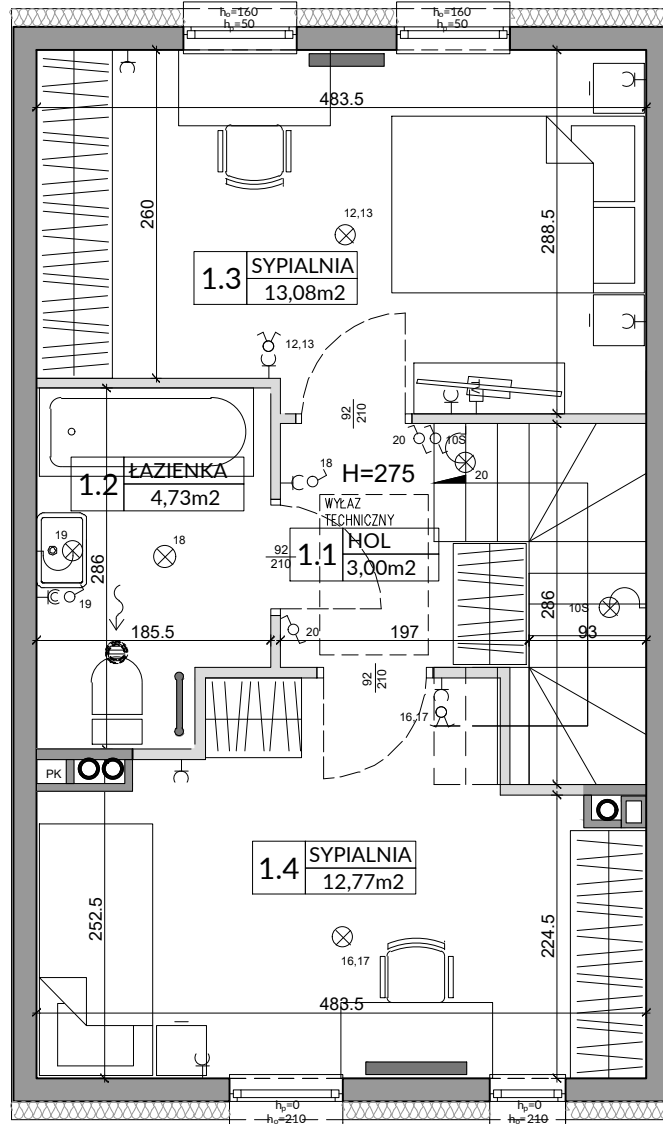 hₒ=160
hₚ=50
hₒ=160
hₚ=50
483.5
260
288.5
12,13
1.3 SYPIALNIA
13,08m2
12,13
92
210
20
10S
18
H=275
20
1.2 ŁAZIENKA
4,73m2
WYŁAZ
TECHNICZNY
1.1 HOL
3,00m2
92
210
19
18
286
19
286
10S
185.5
20
197
93
92
210
16,17
PK
1.4 SYPIALNIA
12,77m2
252.5
224.5
16,17
483.5
hₚ=0
hₒ=210
hₚ=0
hₒ=210